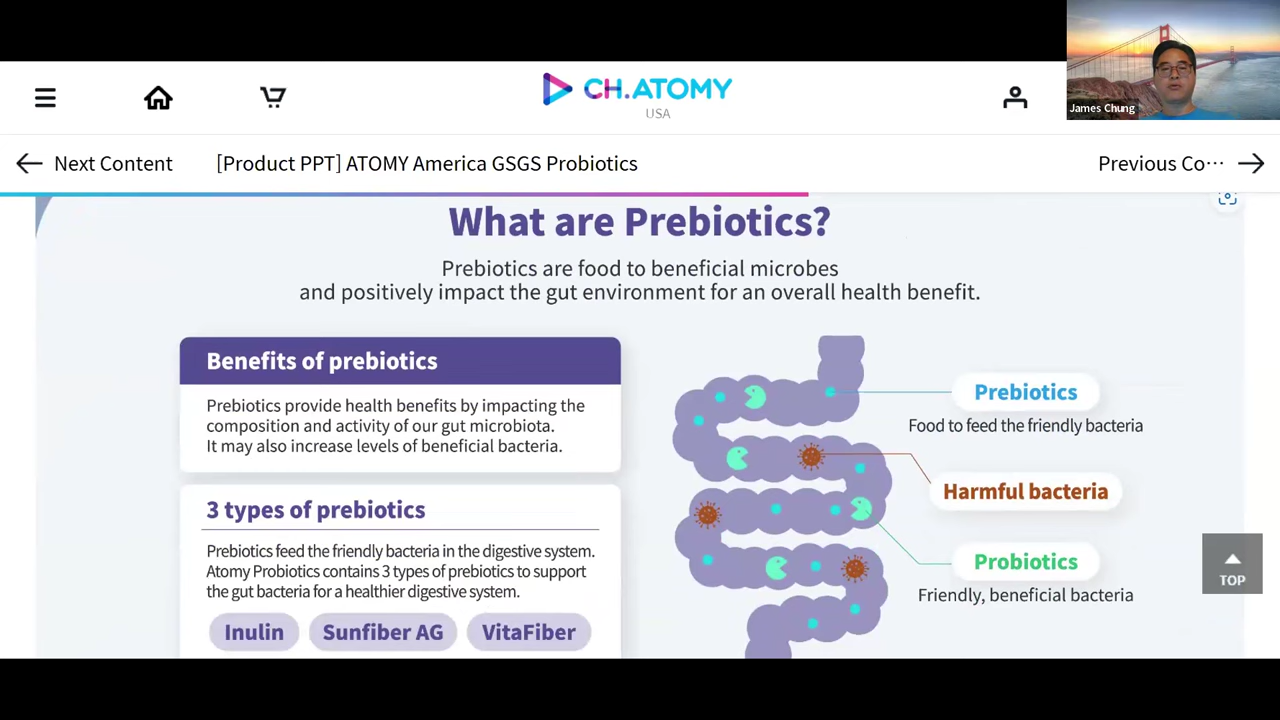 CH.ATOMY
USA
James Chung
Next Content
[Product PPT] ATOMY America GSGS Probiotics
Previous Co···
What are Prebiotics?
Prebiotics are food to beneficial microbes
and positively impact the gut environment for an overall health benefit.
Benefits of prebiotics
Prebiotics provide health benefits by impacting the
composition and activity of our gut microbiota.
It may also increase levels of beneficial bacteria.
3 types of prebiotics
Prebiotics feed the friendly bacteria in the digestive system.
Atomy Probiotics contains 3 types of prebiotics to support
the gut bacteria for a healthier digestive system.
Inulin
Sunfiber AG
VitaFiber
Prebiotics
Food to feed the friendly bacteria
Harmful bacteria
Probiotics
Friendly, beneficial bacteria
TOP